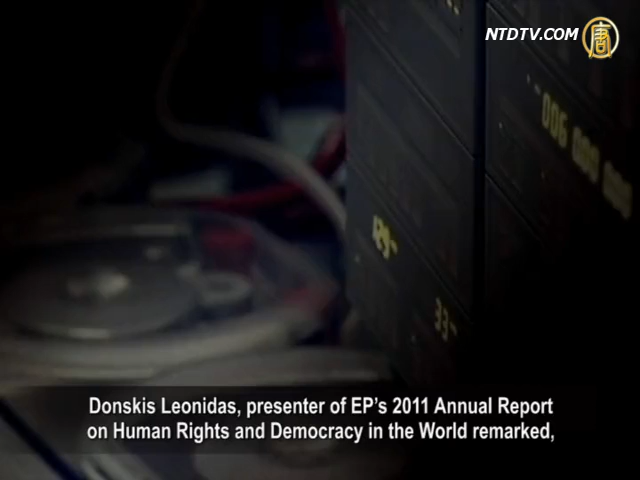 NTDTV.COM
唐
Donskis Leonidas, presenter of EP's 2011 Annual Report
on Human Rights and Democracy in the World remarked,